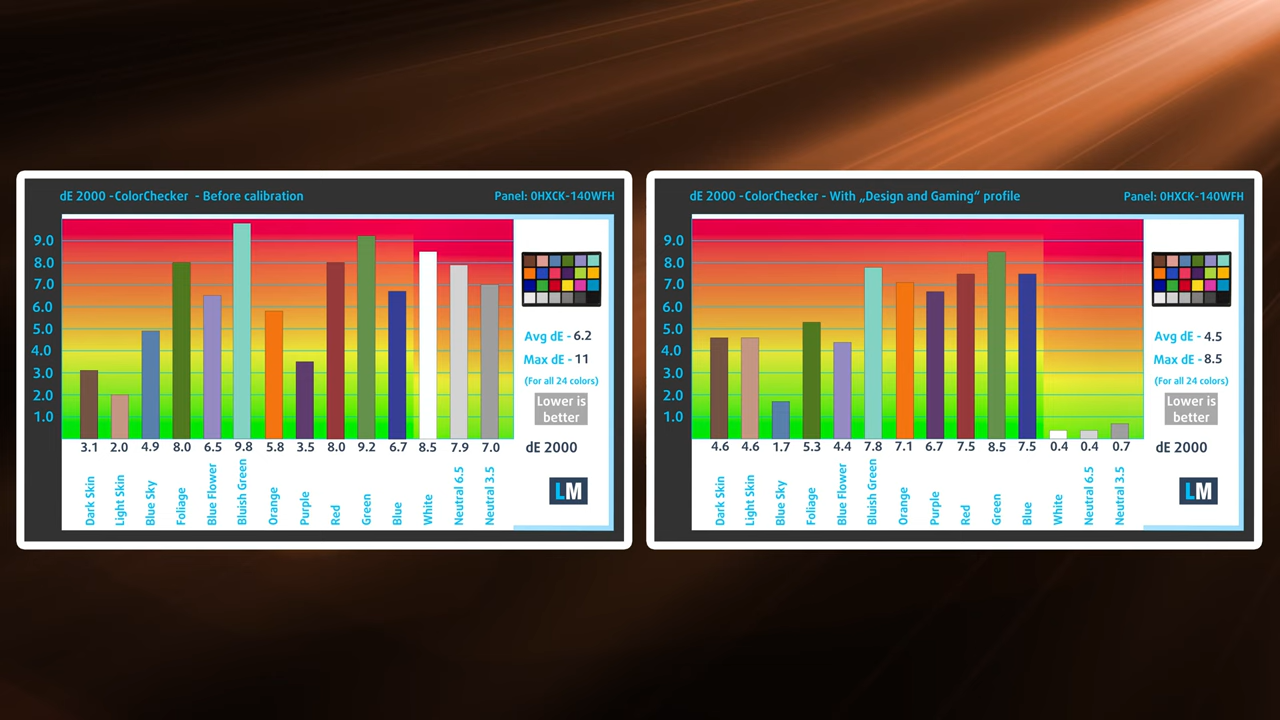 dE 2000 -ColorChecker - Before calibration
Panel: 0HXCK-140WFH
9.0
8.0
7.0
6.0
5.0
4.0
3.0
2.0
1.0
3.1 2.0 4.9 8.0 6.5 9.8 5.8 3.5 8.0 9.2 6.7 8.5 7.9 7.0
Dark Skin
Light Skin
Blue Sky
Foliage
Blue Flower
Bluish Green
Orange
Purple
Red
Green
Blue
White
Neutral 6.5
Neutral 3.5
Avg dE - 6.2
Max dE - 11
(For all 24 colors)
Lower is
better
dE 2000
LM
dE 2000 -ColorChecker - With „Design and Gaming“ profile
Panel: 0HXCK-140WFH
9.0
8.0
7.0
6.0
5.0
4.0
3.0
2.0
1.0
4.6 4.6 1.7 5.3 4.4 7.8 7.1 6.7 7.5 8.5 7.5 0.4 0.4 0.7
Dark Skin
Light Skin
Blue Sky
Foliage
Blue Flower
Bluish Green
Orange
Purple
Red
Green
Blue
White
Neutral 6.5
Neutral 3.5
Avg dE - 4.5
Max dE - 8.5
(For all 24 colors)
Lower is
better
dE 2000
LM